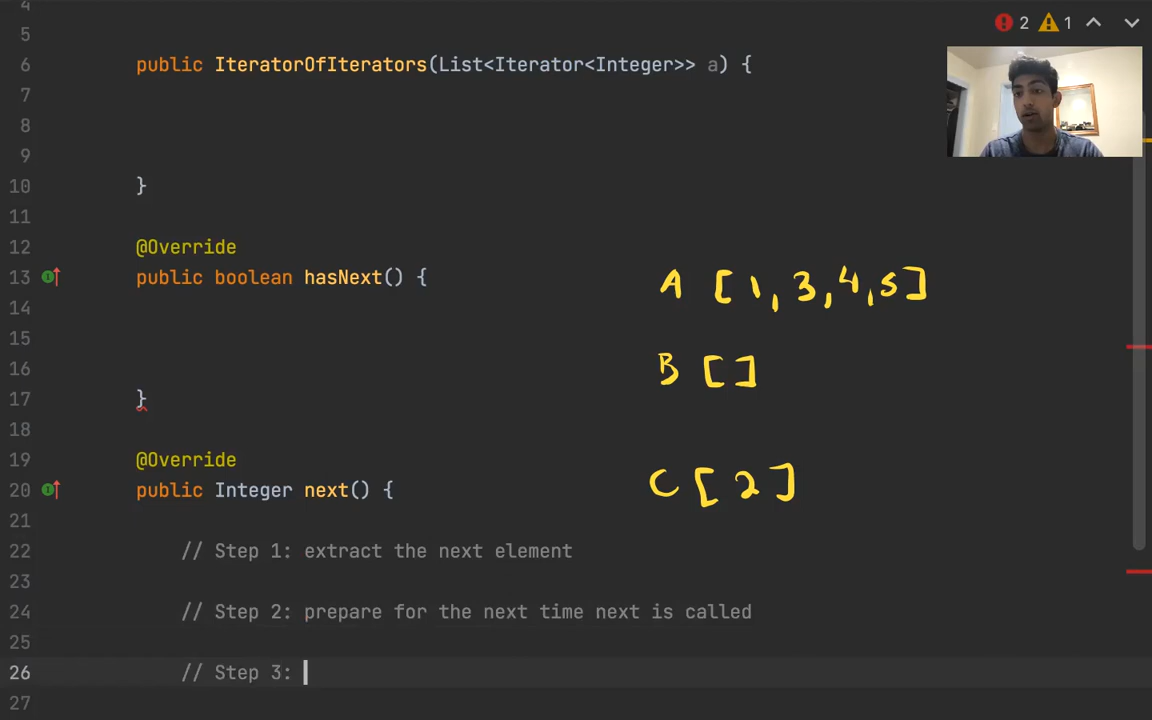 4
5
2 1
6 public IteratorOfIterators(List<Iterator<Integer>> a) {
7
8
9
10 }
11
12 @Override
13 public boolean hasNext() {
A [1,3,4,5]
14
15
16
B []
17 }
18
19 @Override
20 public Integer next() {
C [2]
21
22 // Step 1: extract the next element
23
24 // Step 2: prepare for the next time next is called
25
26 // Step 3:
27